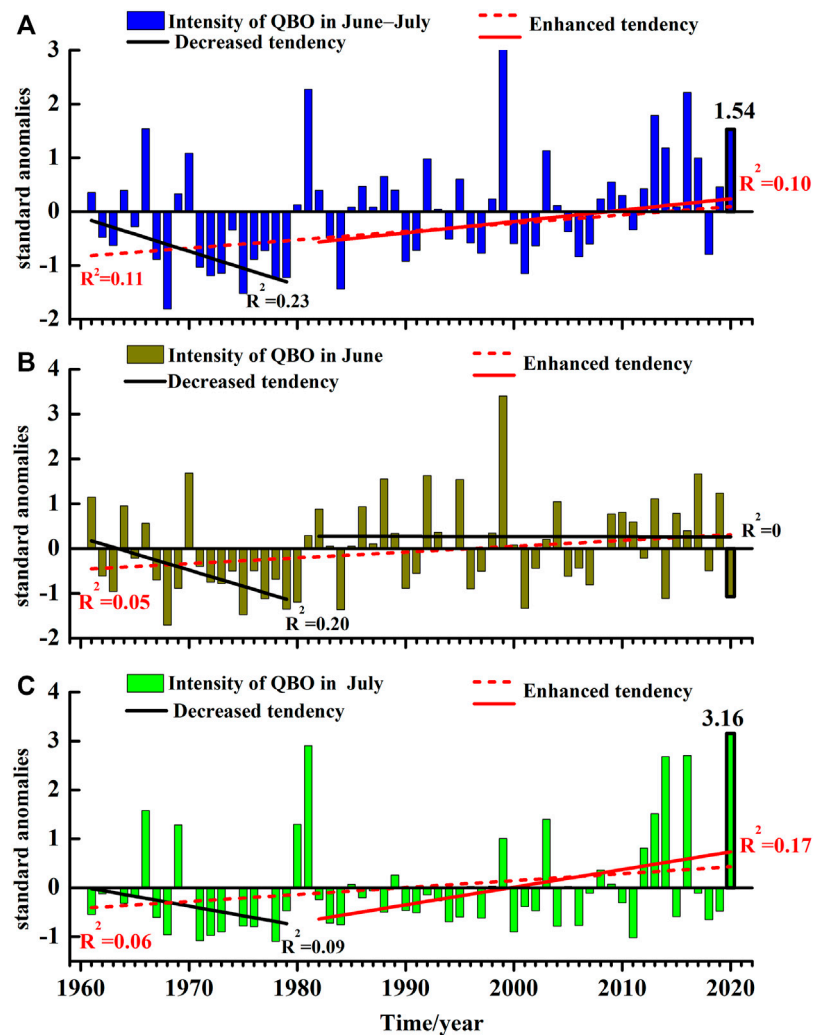 A
Intensity of QBO in June–July
Decreased tendency
Enhanced tendency
standard anomalies
3
2
1
0
-1
-2
1.54
R²=0.10
R²=0.11
R²=0.23
B
Intensity of QBO in June
Decreased tendency
Enhanced tendency
standard anomalies
4
3
2
1
0
-1
-2
R²=0
R²=0.05
R²=0.20
C
Intensity of QBO in July
Decreased tendency
Enhanced tendency
standard anomalies
4
3
2
1
0
-1
3.16
R²=0.17
R²=0.06
R²=0.09
1960 1970 1980 1990 2000 2010 2020
Time/year